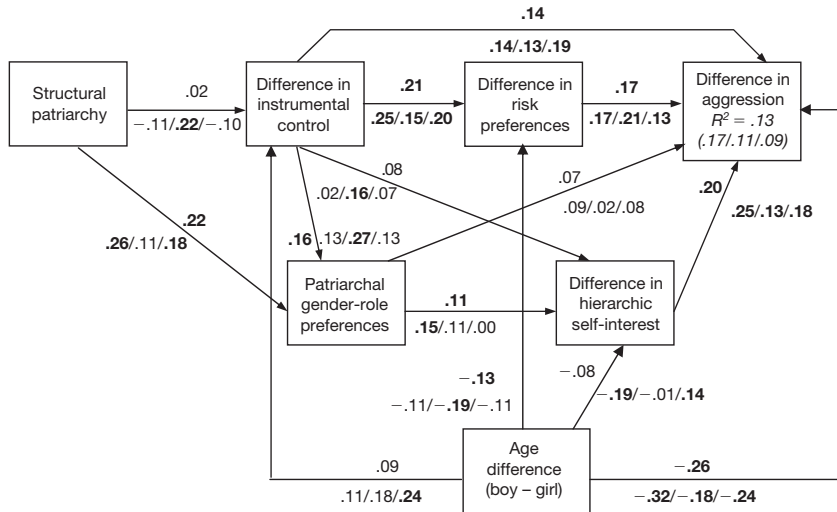 .14
.14/.13/.19
Structural
patriarchy
.02
−.11/.22/−.10
Difference in
instrumental
control
.21
.25/.15/.20
Difference in
risk
preferences
.17
.17/.21/.13
Difference in
aggression
R² = .13
(.17/.11/.09)
.08
.02/.16/.07
.07
.09/.02/.08
.20
.25/.13/.18
.22
.26/.11/.18
.16
.13/.27/.13
Patriarchal
gender-role
preferences
.11
.15/.11/.00
Difference in
hierarchic
self-interest
−.13
−.11/−.19/−.11
−.08
−.19/−.01/.14
.09
.11/.18/.24
Age
difference
(boy – girl)
−.26
−.32/−.18/−.24